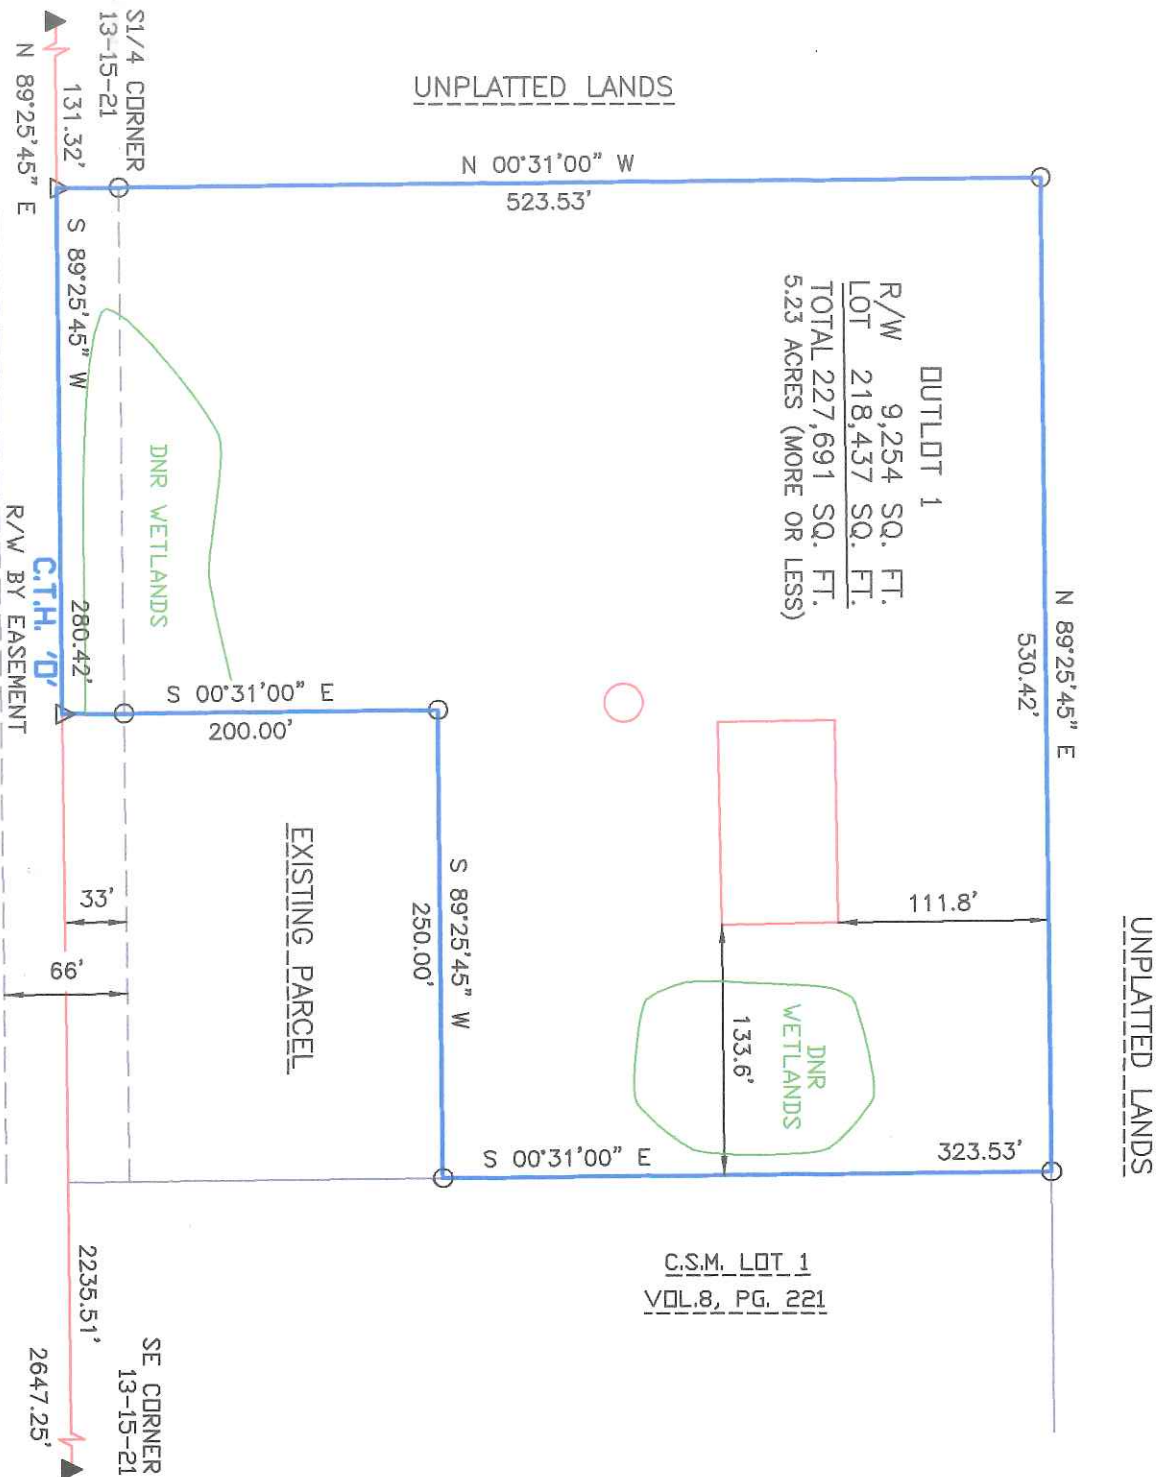 UNPLATTED LANDS
N 89°25'45" E
530.42'
UNPLATTED LANDS
N 00°31'00" W
523.53'
OUTLOT 1
R/W 9,254 SQ. FT.
LOT 218,437 SQ. FT.
TOTAL 227,691 SQ. FT.
5.23 ACRES (MORE OR LESS)
111.8'
133.6'
DNR
WETLANDS
323.53'
S 00°31'00" E
C.S.M. LOT 1
VOL.8, PG. 221
S 89°25'45" W
250.00'
S 00°31'00" E
200.00'
EXISTING PARCEL
DNR WETLANDS
S1/4 CORNER
13-15-21
131.32'
N 89°25'45" E
S 89°25'45" W
280.42'
C.T.H. 'O'
R/W BY EASEMENT
33'
66'
2235.51'
2647.25'
SE CORNER
13-15-21